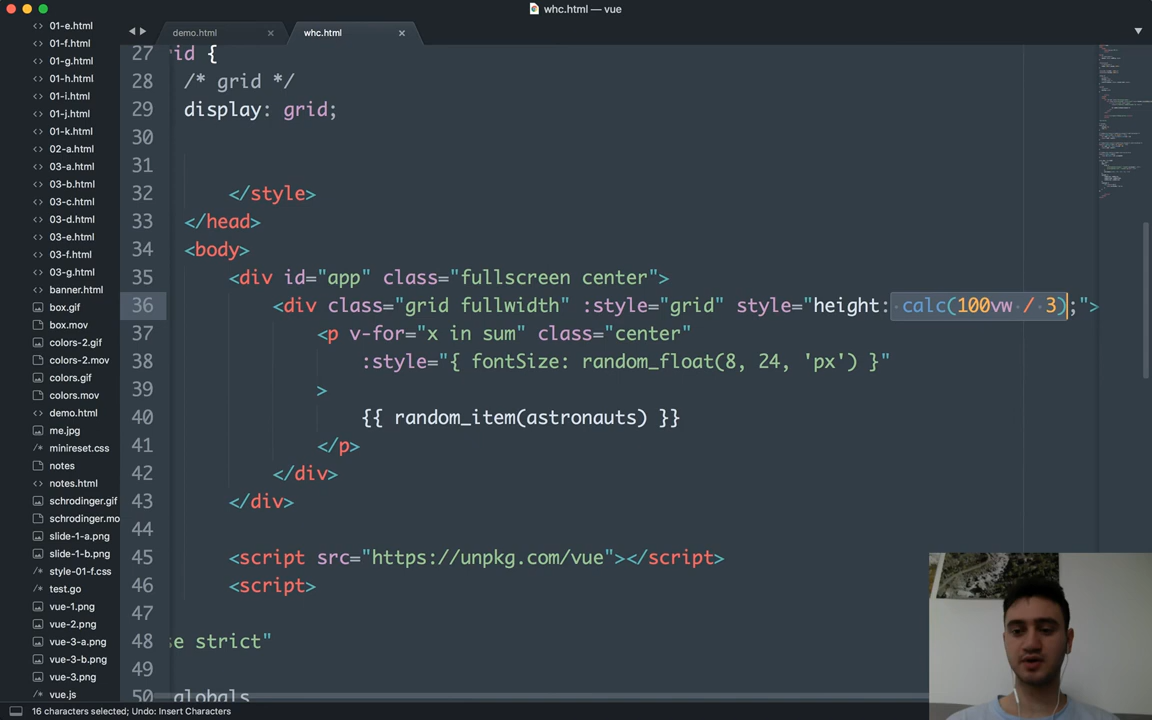 whc.html — vue
demo.html ×
whc.html ×
01-e.html
01-f.html
01-g.html
01-h.html
01-i.html
01-j.html
01-k.html
02-a.html
03-a.html
03-b.html
03-c.html
03-d.html
03-e.html
03-f.html
03-g.html
banner.html
box.gif
box.mov
colors-2.gif
colors-2.mov
colors.gif
colors.mov
demo.html
me.jpg
/* minireset.css
notes
notes.html
schrodinger.gif
schrodinger.mo
slide-1-a.png
slide-1-b.png
/* style-01-f.css
test.go
vue-1.png
vue-2.png
vue-3-a.png
vue-3-b.png
vue-3.png
/* vue.js
27 id {
28 /* grid */
29 display: grid;
30
31
32 </style>
33 </head>
34 <body>
35 <div id="app" class="fullscreen center">
36 <div class="grid fullwidth" :style="grid" style="height: calc(100vw / 3);">
37 <p v-for="x in sum" class="center"
38 :style="{ fontSize: random_float(8, 24, 'px') }"
39 >
40 {{ random_item(astronauts) }}
41 </p>
42 </div>
43 </div>
44
45 <script src="https://unpkg.com/vue"></script>
46 <script>
47
48 se strict"
49
50 globals
16 characters selected; Undo: Insert Characters